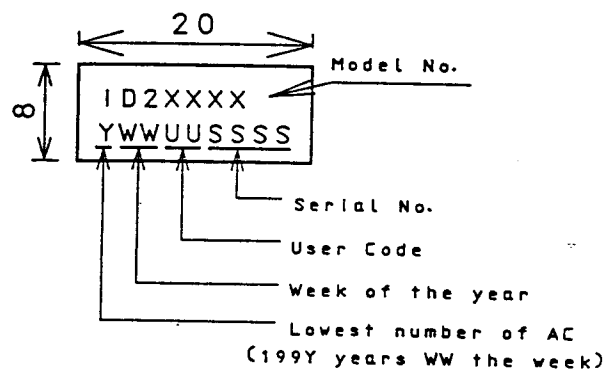 20
Model No.
8
1D2XXXX
YWWUUSSSS
Serial No.
User Code
Week of the year
Lowest number of AC
(199Y years WW the week)